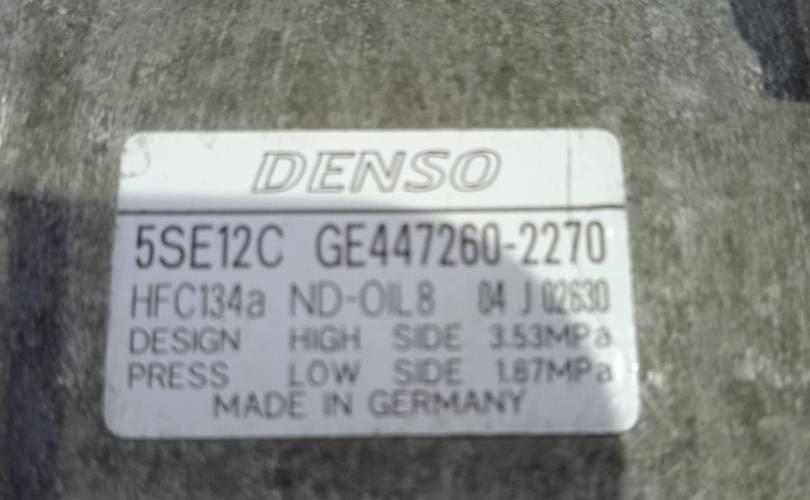 DENSO
5SE12C GE447260-2270
HFC134a ND-OIL8 04 J 02630
DESIGN HIGH SIDE 3.53MPa
PRESS LOW SIDE 1.67MPa
MADE IN GERMANY